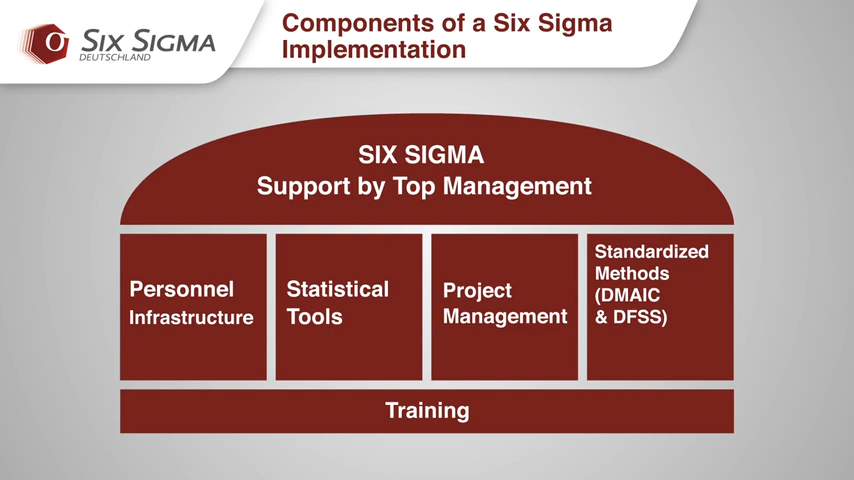 SIX SIGMA
DEUTSCHLAND
Components of a Six Sigma
Implementation
SIX SIGMA
Support by Top Management
Personnel
Infrastructure
Statistical
Tools
Project
Management
Standardized
Methods
(DMAIC
& DFSS)
Training